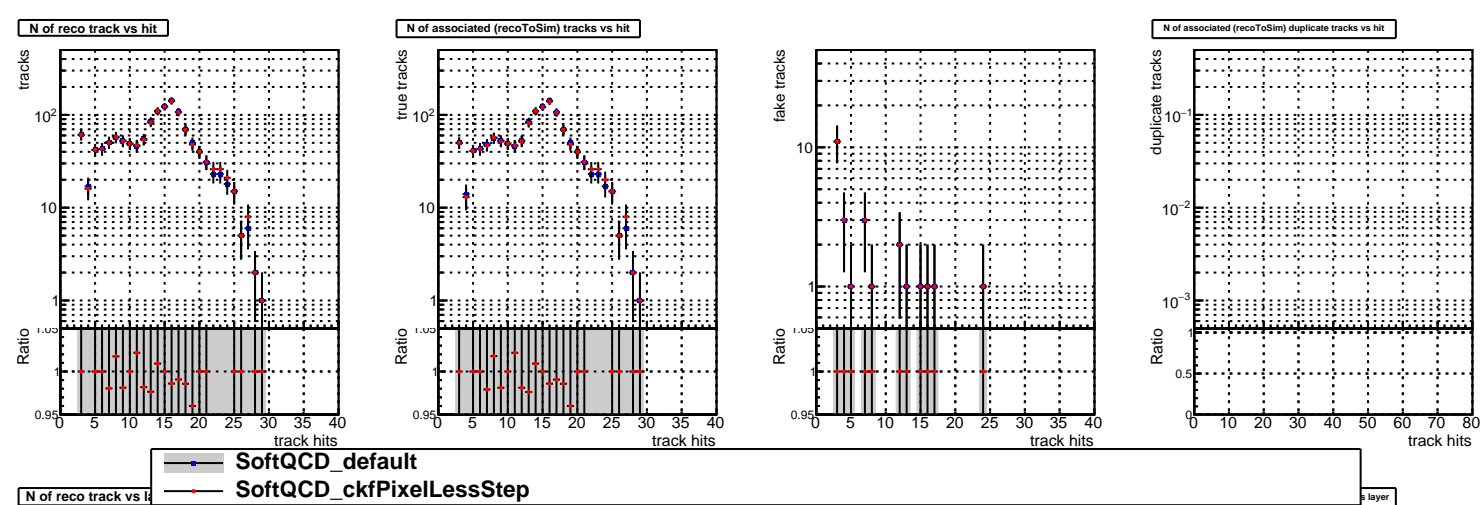 N of reco track vs hit
N of associated (recoToSim) tracks vs hit
N of associated (recoToSim) duplicate tracks vs hit
tracks
10²
10
1
Ratio
1.05
1
0.95
0 5 10 15 20 25 30 35 40
track hits
true tracks
10²
10
1
Ratio
1.05
1
0.95
0 5 10 15 20 25 30 35 40
track hits
fake tracks
10
1
Ratio
1.05
1
0.95
0 5 10 15 20 25 30 35 40
track hits
duplicate tracks
10⁻¹
10⁻²
10⁻³
Ratio
1
0.5
0
0 10 20 30 40 50 60 70 80
track hits
SoftQCD_default
SoftQCD_ckfPixelLessStep
N of reco track vs la
s layer